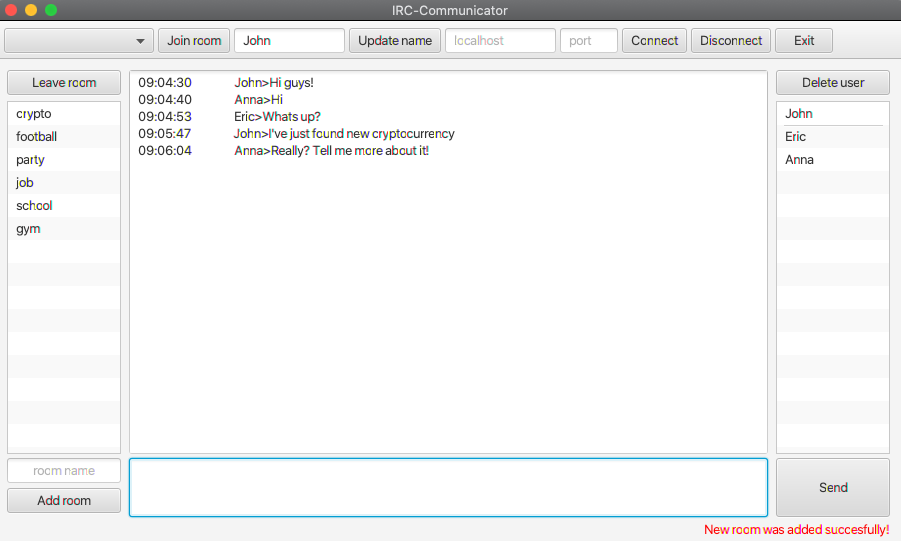 IRC-Communicator
Join room John Update name localhost port Connect Disconnect Exit
Leave room
Delete user
09:04:30 John>Hi guys!
09:04:40 Anna>Hi
09:04:53 Eric>Whats up?
09:05:47 John>I've just found new cryptocurrency
09:06:04 Anna>Really? Tell me more about it!
crypto
football
party
job
school
gym
John
Eric
Anna
room name
Add room
Send
New room was added succesfully!